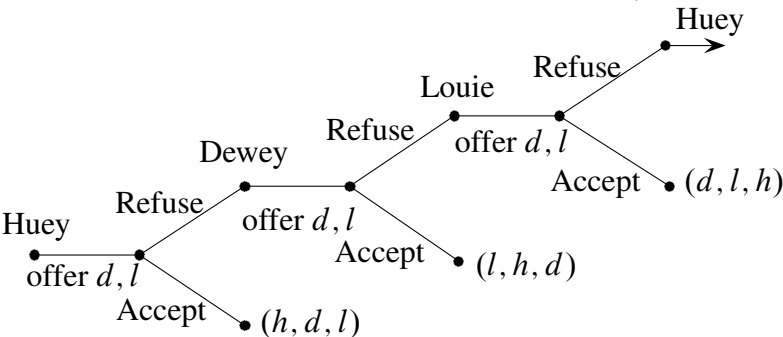 Huey
Refuse
Louie
offer d, l
Refuse
Accept
(d, l, h)
Dewey
offer d, l
Refuse
Accept
(l, h, d)
Huey
offer d, l
Accept
(h, d, l)